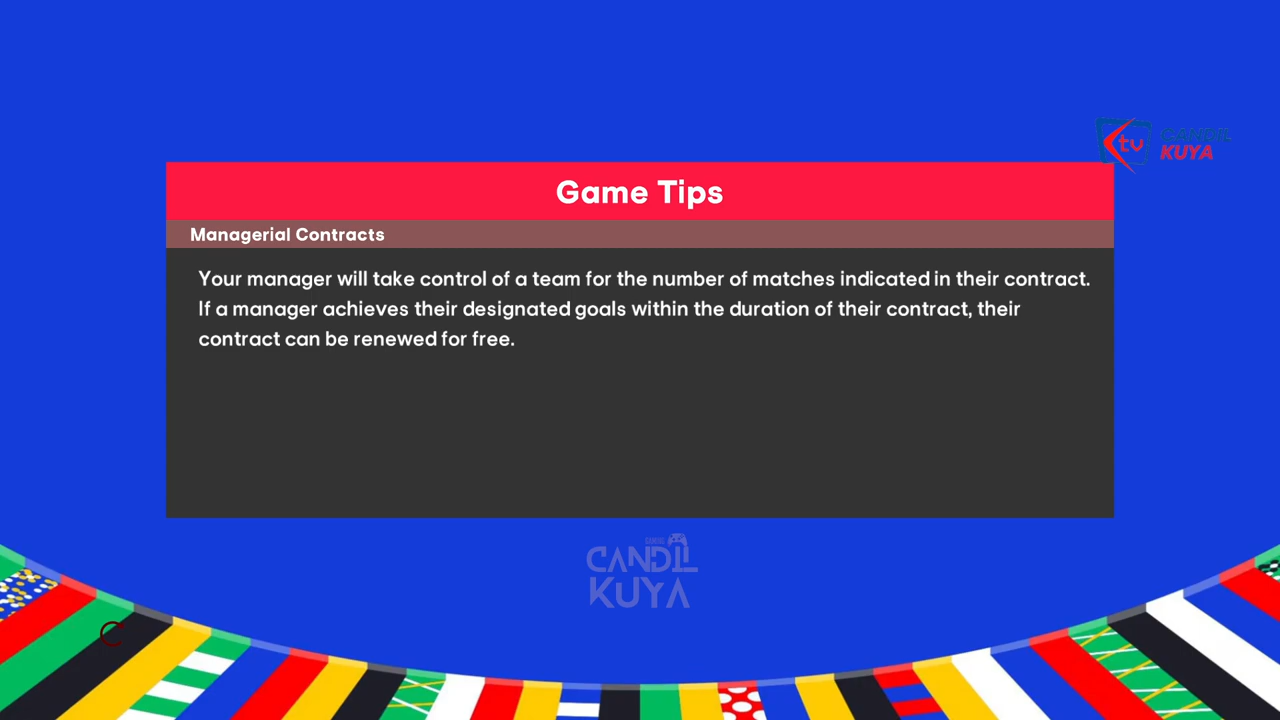 tv CANDIL
KUYA
Game Tips
Managerial Contracts
Your manager will take control of a team for the number of matches indicated in their contract.
If a manager achieves their designated goals within the duration of their contract, their
contract can be renewed for free.
GAMING
CANDIL
KUYA